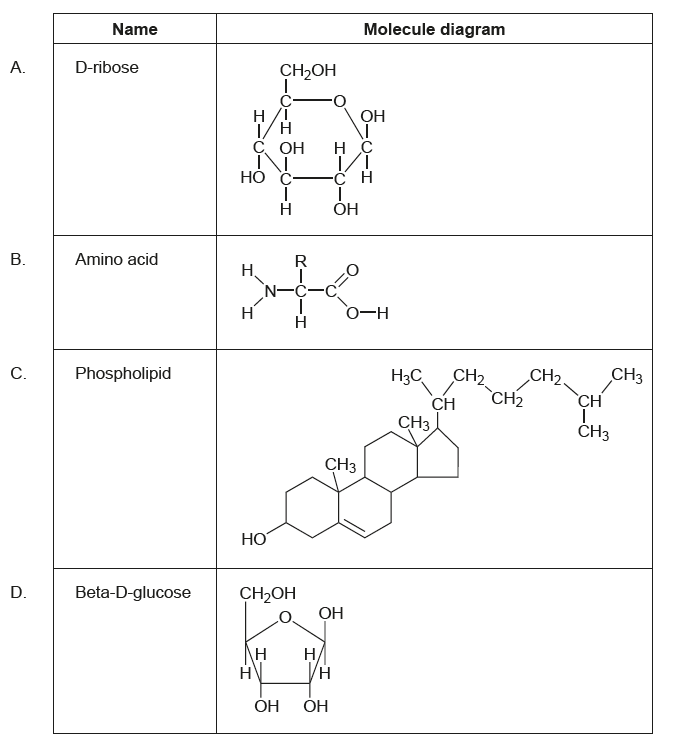 Name Molecule diagram
A. D-ribose
CH₂OH
C O
H H OH
C OH H C
HO C C H
H OH
B. Amino acid
H R O
N C C
H H O H
C. Phospholipid
H₃C CH₂ CH₂ CH3
CH CH₂ CH
CH3 CH3
CH3
HO
D. Beta-D-glucose
CH₂OH
O OH
H H
H H
OH OH